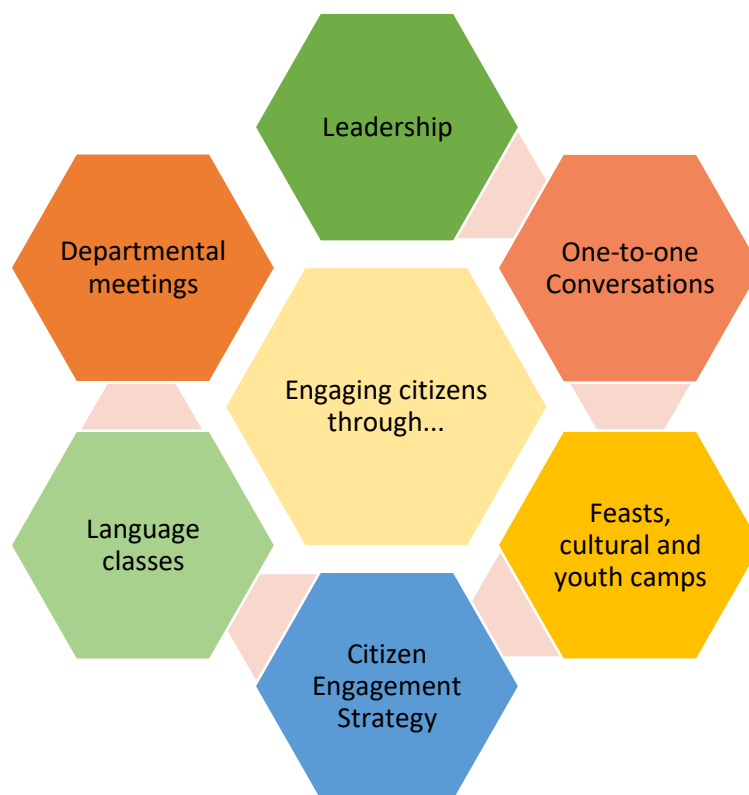 Leadership
One-to-one
Conversations
Departmental
meetings
Engaging citizens
through...
Feasts,
cultural and
youth camps
Language
classes
Citizen
Engagement
Strategy